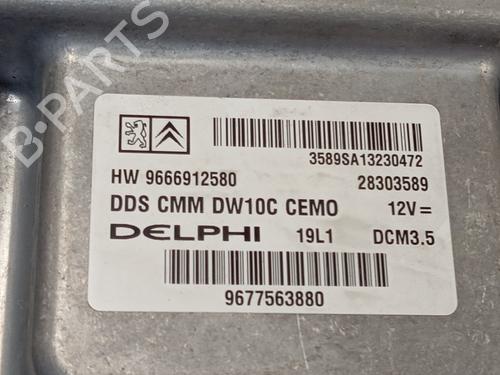 3589SA13230472
HW 9666912580 28303589
DDS CMM DW10C CEMO 12V=
DELPHI 19L1 DCM3.5
9677563880
B-PARTS